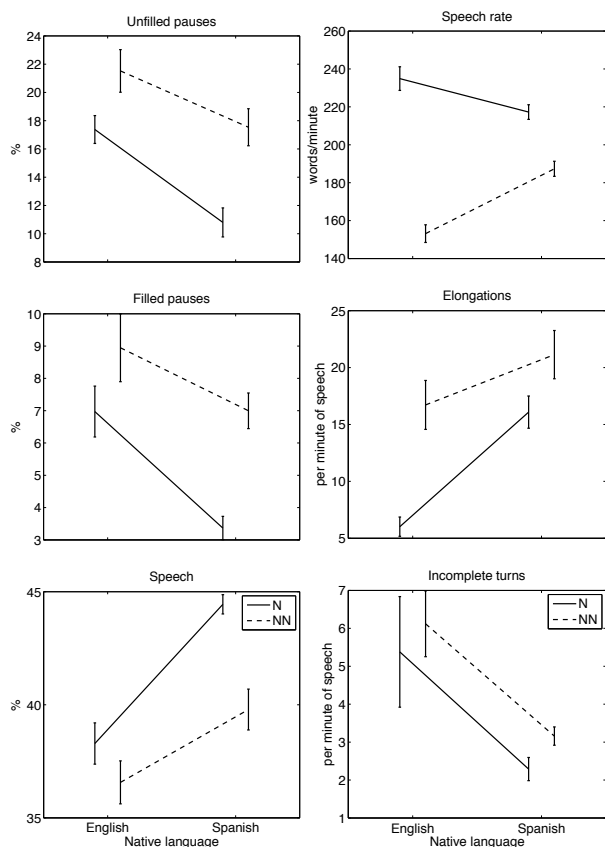 Unfilled pauses
24
22
20
18
16
14
12
10
8
%
Speech rate
260
240
220
200
180
160
140
words/minute
Filled pauses
10
9
8
7
6
5
4
3
%
Elongations
25
20
15
10
5
per minute of speech
Speech
45
40
35
%
N
NN
English Spanish
Native language
Incomplete turns
7
6
5
4
3
2
1
per minute of speech
N
NN
English Spanish
Native language